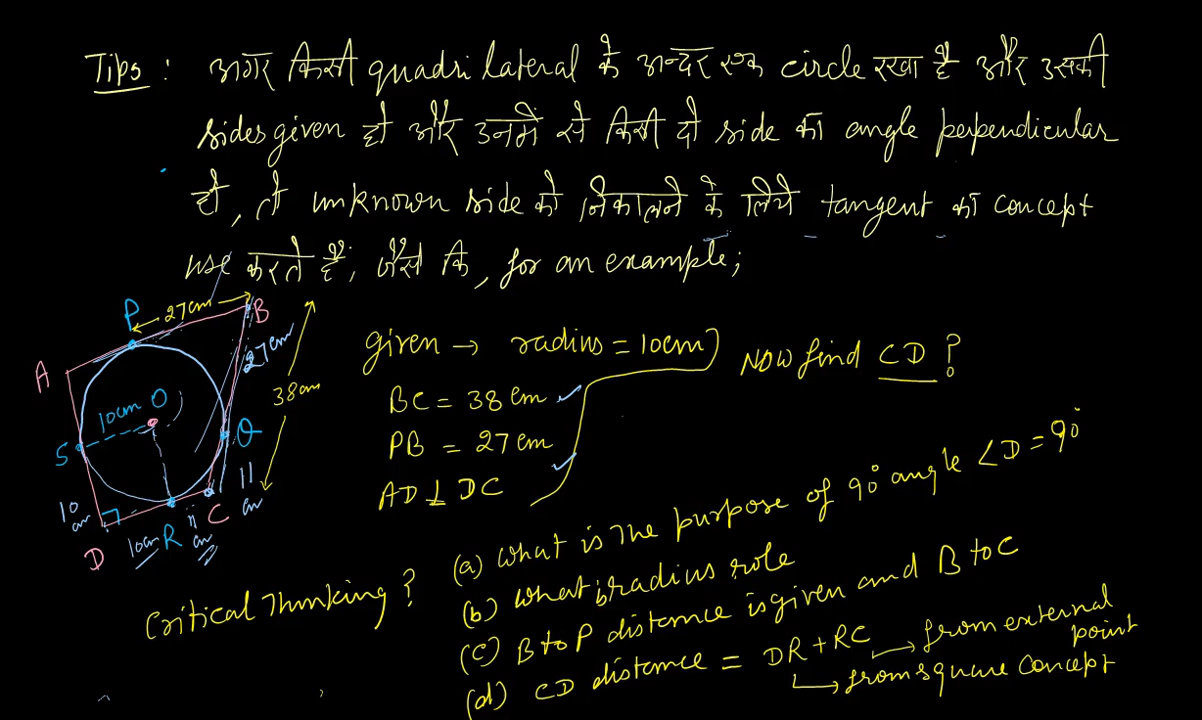 Tips : अगर किसी quadrilateral के अन्दर एक circle रखा है और उसकी
sides given हो और उनमे से किसी दो side का angle perpendicular
हो, तो unknown side को निकालने के लिये tangent का concept
use करते है, जैसे कि, for an example;
P
27cm
B
A
27cm
38cm
10cm O
S
Q
11 cm
10 cm
D
10cm R
11 cm
C
given → radius = 10cm
BC = 38 cm
PB = 27 cm
AD ⊥ DC
NOW find CD ?
Critical Thinking ?
(a) What is the purpose of 90° angle ∠D = 90°
(b) What is radius role
(c) B to P distance is given and B to C
(d) CD distance = DR + RC → from external point
→ from square concept